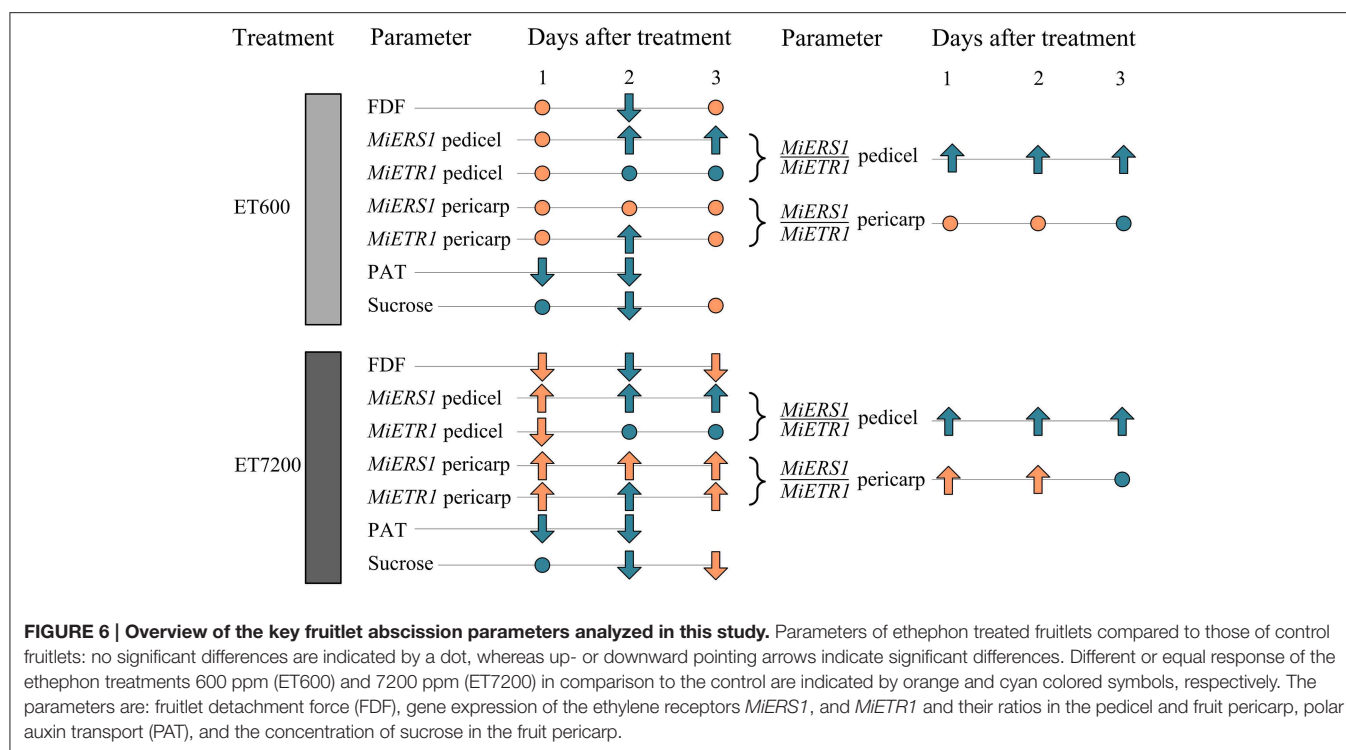 Treatment Parameter Days after treatment Parameter Days after treatment
1 2 3 1 2 3
FDF
MiERS1 pedicel
MiETR1 pedicel
MiERS1 pericarp
MiETR1 pericarp
PAT
Sucrose
ET600
MiERS1
MiETR1 pedicel
MiERS1
MiETR1 pericarp
FDF
MiERS1 pedicel
MiETR1 pedicel
MiERS1 pericarp
MiETR1 pericarp
PAT
Sucrose
ET7200
MiERS1
MiETR1 pedicel
MiERS1
MiETR1 pericarp
FIGURE 6 | Overview of the key fruitlet abscission parameters analyzed in this study. Parameters of ethephon treated fruitlets compared to those of control
fruitlets: no significant differences are indicated by a dot, whereas up- or downward pointing arrows indicate significant differences. Different or equal response of the
ethephon treatments 600 ppm (ET600) and 7200 ppm (ET7200) in comparison to the control are indicated by orange and cyan colored symbols, respectively. The
parameters are: fruitlet detachment force (FDF), gene expression of the ethylene receptors MiERS1, and MiETR1 and their ratios in the pedicel and fruit pericarp, polar
auxin transport (PAT), and the concentration of sucrose in the fruit pericarp.